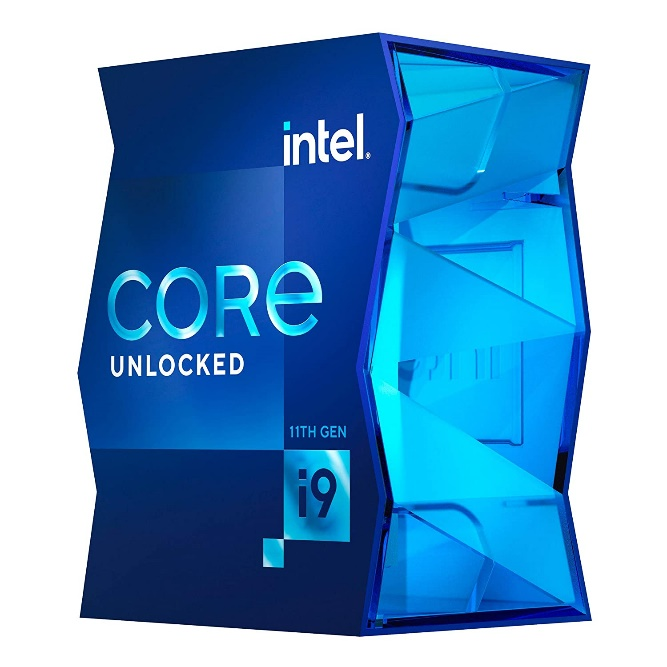 intel®
CORE
UNLOCKED
11TH GEN
i9